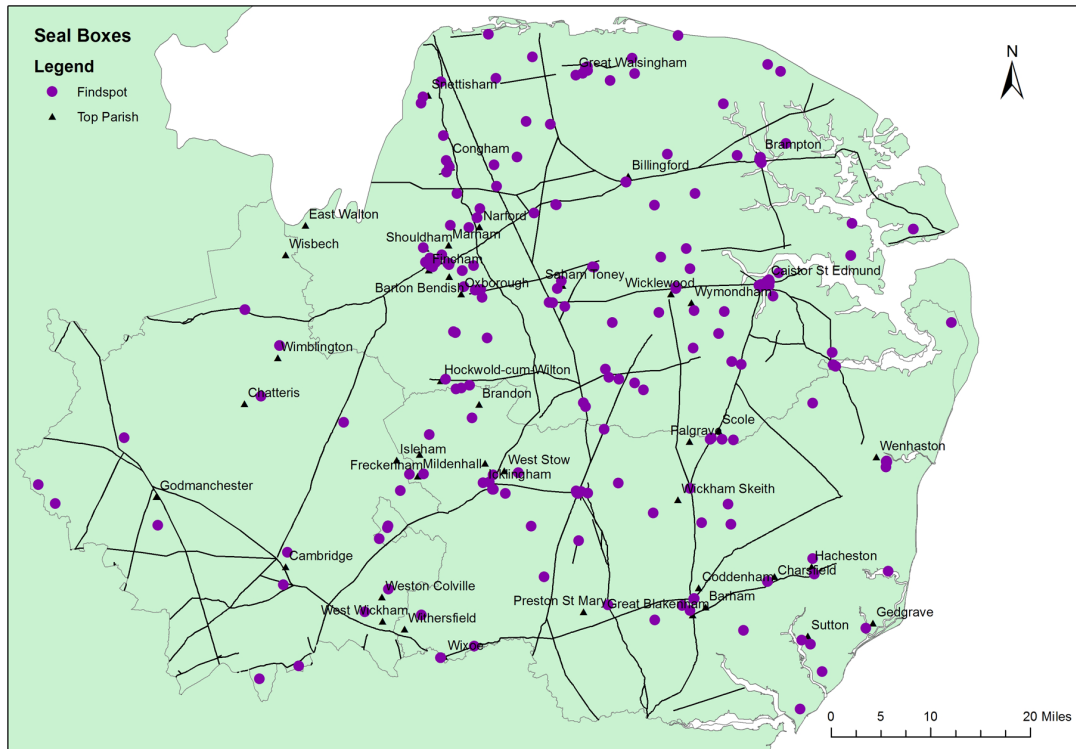 Seal Boxes
Legend
Findspot
Top Parish
N
Great Walsingham
Snettisham
Congham
Brampton
Billingford
East Walton
Narford
Wisbech
Shouldham
Marham
Fincham
Saham Toney
Caistor St Edmund
Barton Bendish
Oxborough
Wicklewood
Wymondham
Wimblington
Hockwold-cum-Wilton
Chatteris
Brandon
Scole
Palgrave
Isleham
Wenhaston
Freckenham
Mildenhall
West Stow
Icklingham
Godmanchester
Wickham Skeith
Cambridge
Hacheston
Charsfield
Weston Colville
Coddenham
Barham
West Wickham
Preston St Mary
Great Blakenham
Gedgrave
Withersfield
Sutton
Wixoe
0 5 10 20 Miles